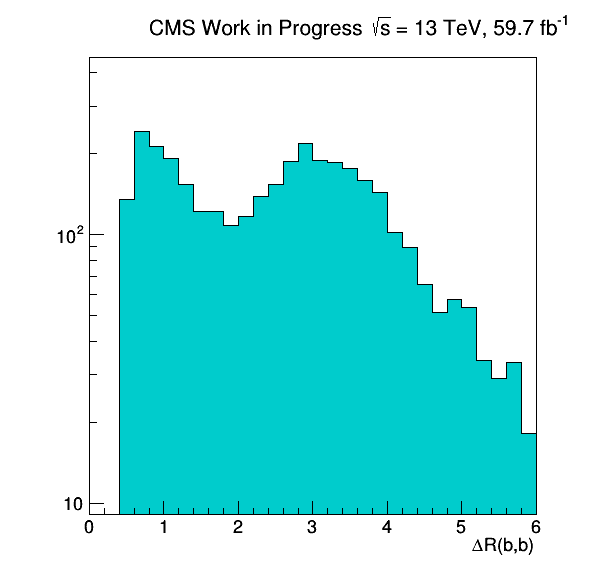 CMS Work in Progress √s = 13 TeV, 59.7 fb⁻¹
10²
10
0 1 2 3 4 5 6
ΔR(b,b)